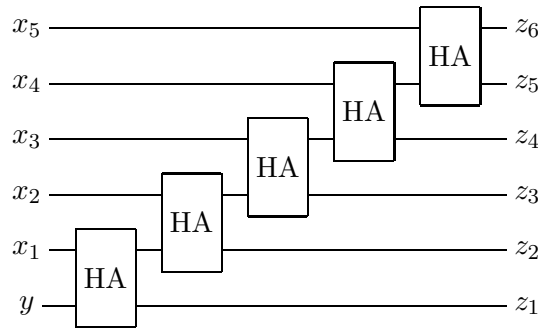 x₅ z₆
HA
x₄ z₅
HA
x₃ z₄
HA
x₂ z₃
HA
x₁ z₂
HA
y z₁